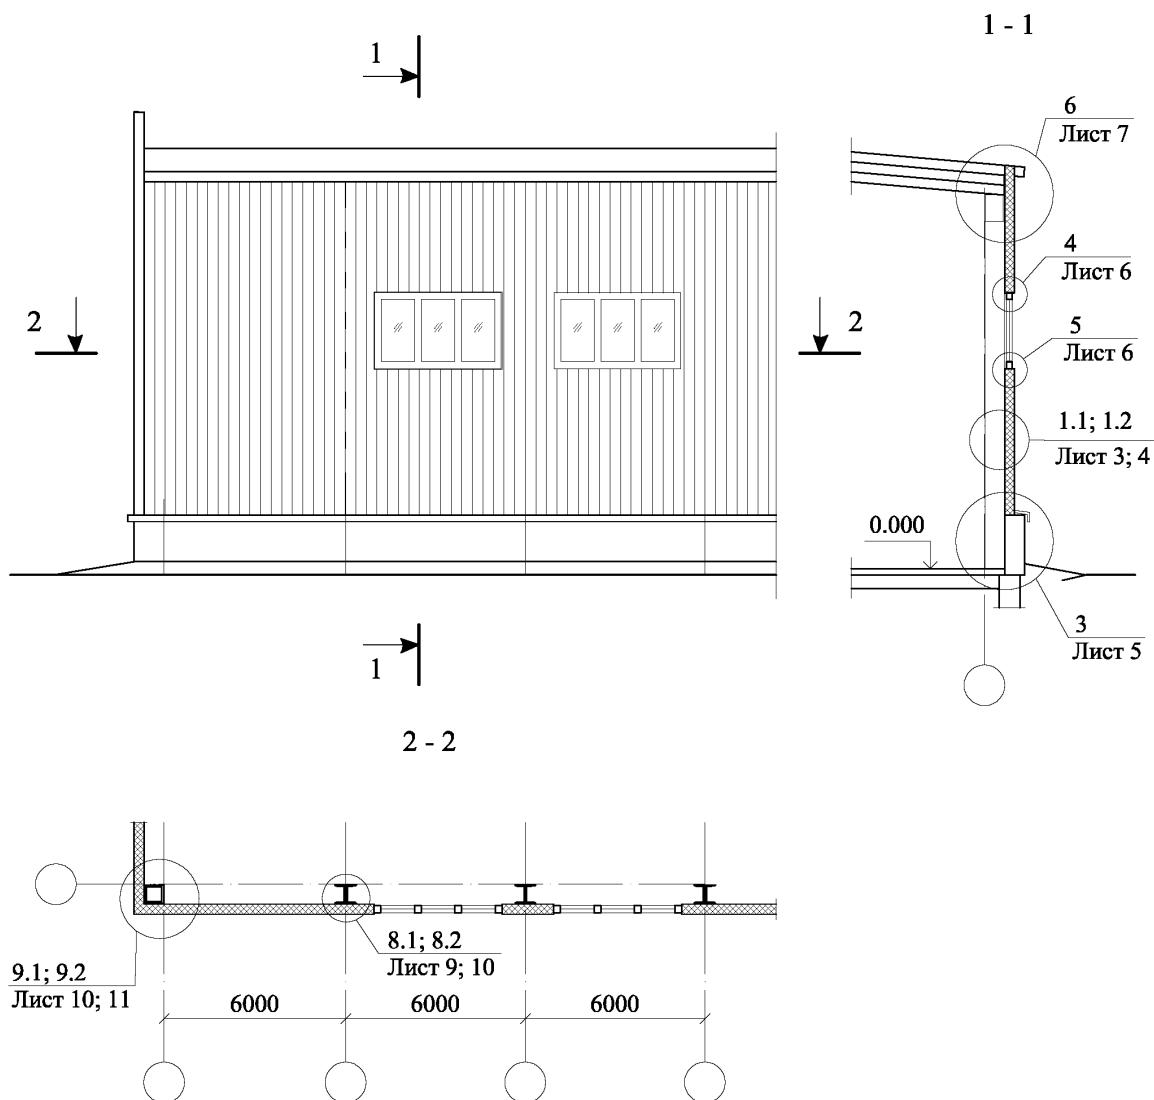 1 - 1
1
6
Лист 7
4
Лист 6
2
2
5
Лист 6
1.1; 1.2
Лист 3; 4
0.000
3
Лист 5
1
2 - 2
8.1; 8.2
Лист 9; 10
9.1; 9.2
Лист 10; 11
6000
6000
6000